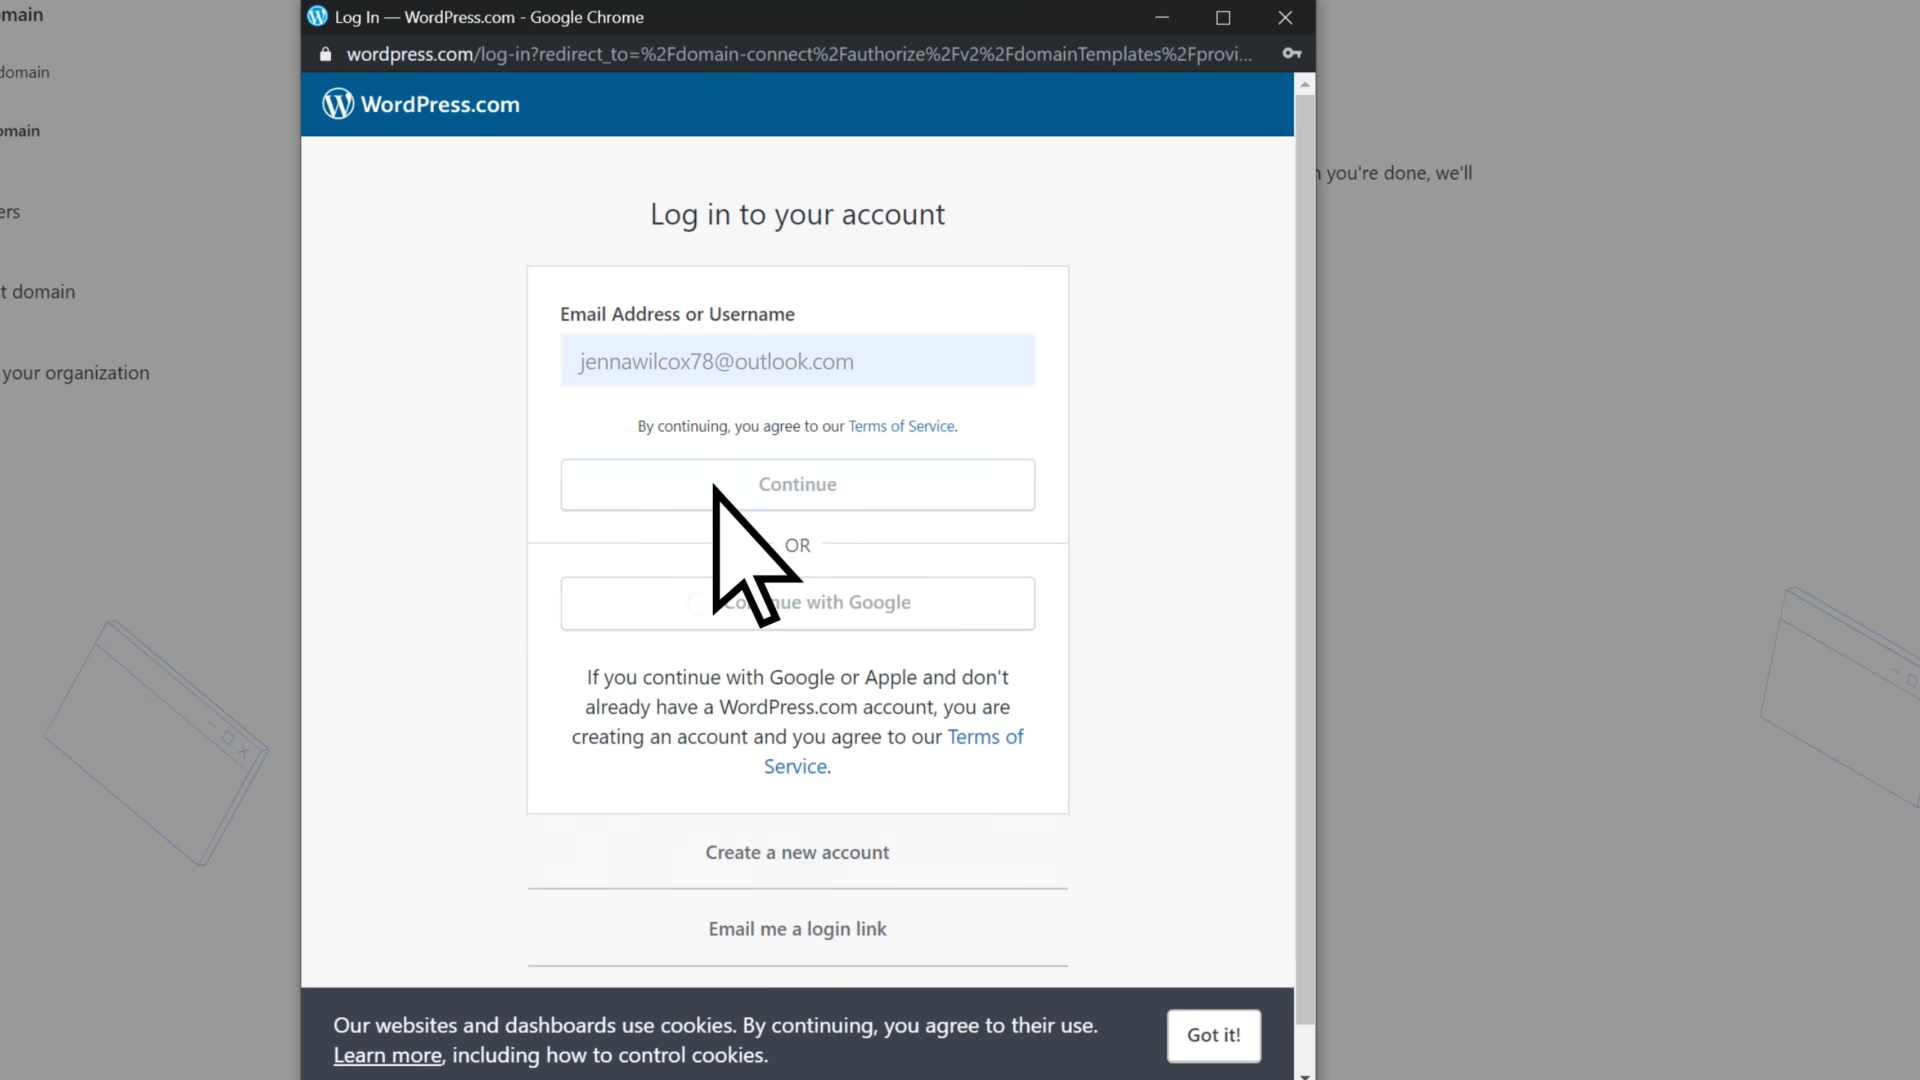 main
Log In — WordPress.com - Google Chrome
wordpress.com/log-in?redirect_to=%2Fdomain-connect%2Fauthorize%2Fv2%2FdomainTemplates%2Fprovi...
domain
WordPress.com
omain
n you're done, we'll
ers
Log in to your account
t domain
Email Address or Username
jennawilcox78@outlook.com
your organization
By continuing, you agree to our Terms of Service.
Continue
OR
Continue with Google
If you continue with Google or Apple and don't
already have a WordPress.com account, you are
creating an account and you agree to our Terms of
Service.
Create a new account
Email me a login link
Our websites and dashboards use cookies. By continuing, you agree to their use.
Learn more, including how to control cookies.
Got it!